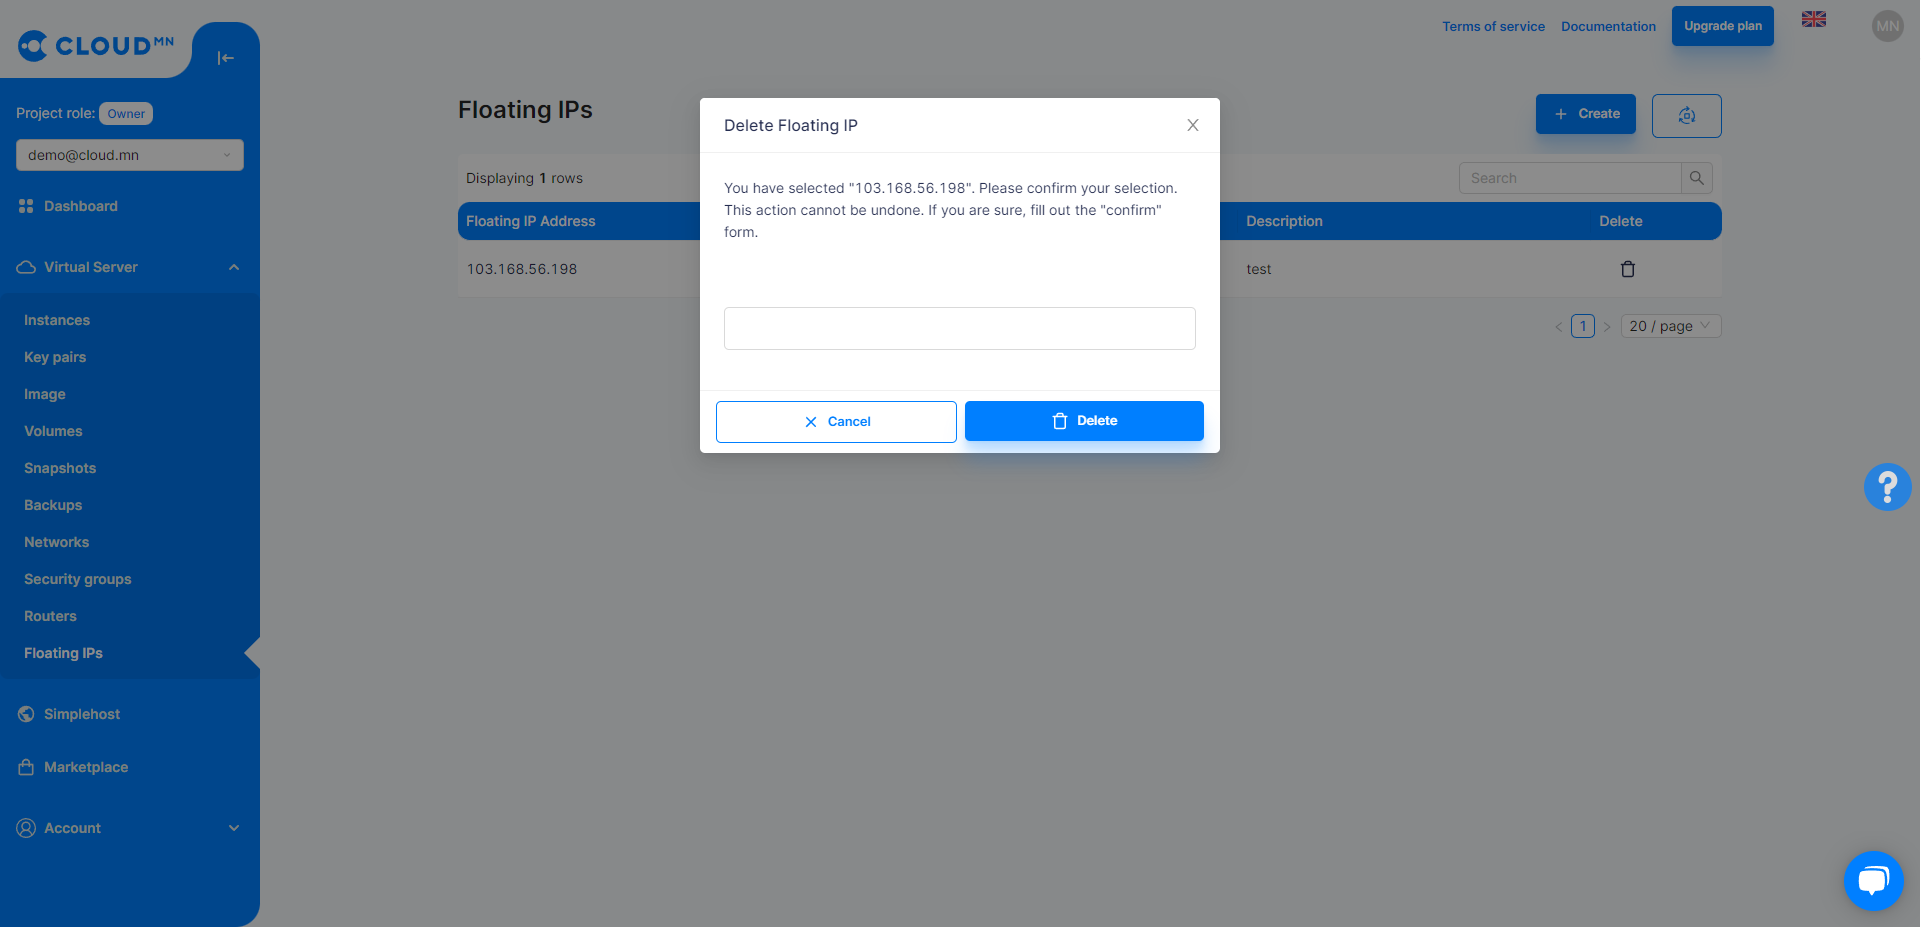 CLOUD MN
Terms of service
Documentation
Upgrade plan
MN
Project role: Owner
demo@cloud.mn
Dashboard
Virtual Server
Instances
Key pairs
Image
Volumes
Snapshots
Backups
Networks
Security groups
Routers
Floating IPs
Simplehost
Marketplace
Account
Floating IPs
Create
Displaying 1 rows
Search
Floating IP Address
Description
Delete
103.168.56.198
test
1
20 / page
Delete Floating IP
You have selected "103.168.56.198". Please confirm your selection.
This action cannot be undone. If you are sure, fill out the "confirm"
form.
Cancel
Delete
?